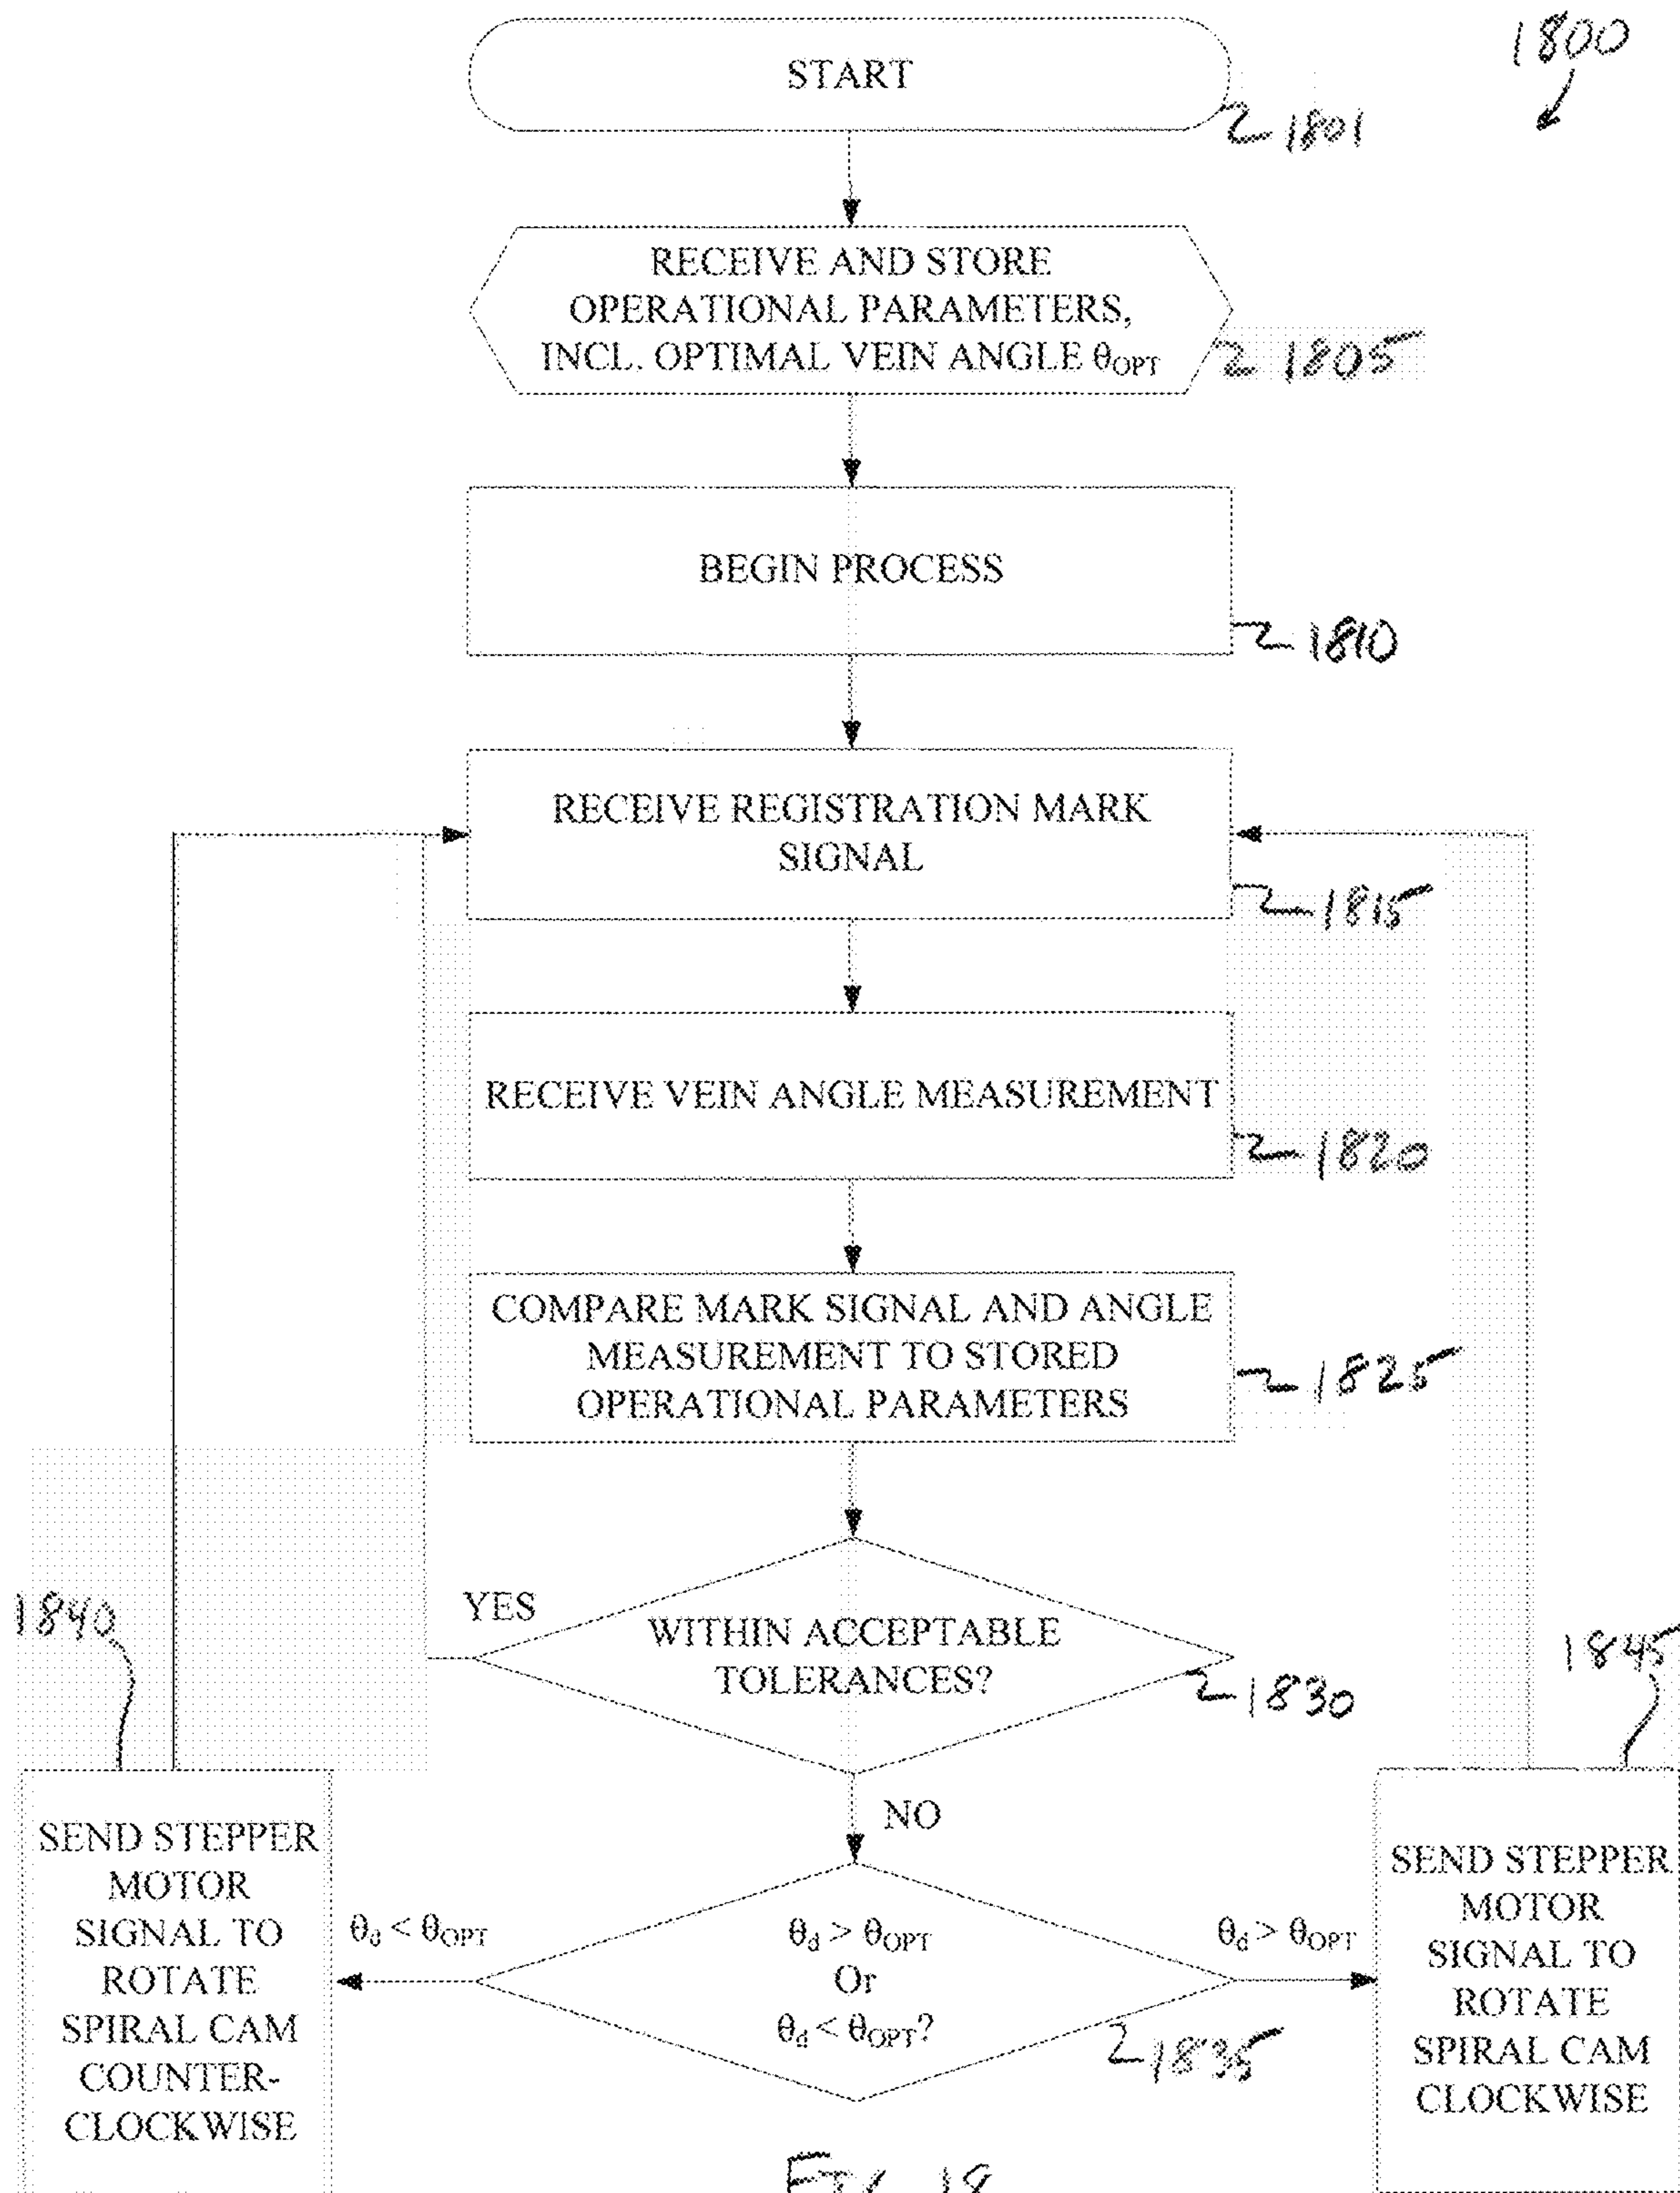 1800
START
1801
RECEIVE AND STORE
OPERATIONAL PARAMETERS,
INCL. OPTIMAL VEIN ANGLE θOPT
1805
BEGIN PROCESS
1810
RECEIVE REGISTRATION MARK
SIGNAL
1815
RECEIVE VEIN ANGLE MEASUREMENT
1820
COMPARE MARK SIGNAL AND ANGLE
MEASUREMENT TO STORED
OPERATIONAL PARAMETERS
1825
YES
WITHIN ACCEPTABLE
TOLERANCES?
1830
NO
1840
SEND STEPPER
MOTOR
SIGNAL TO
ROTATE
SPIRAL CAM
COUNTER-
CLOCKWISE
θd < θOPT
θd > θOPT
Or
θd < θOPT?
1835
θd > θOPT
1845
SEND STEPPER
MOTOR
SIGNAL TO
ROTATE
SPIRAL CAM
CLOCKWISE
FIG. 18